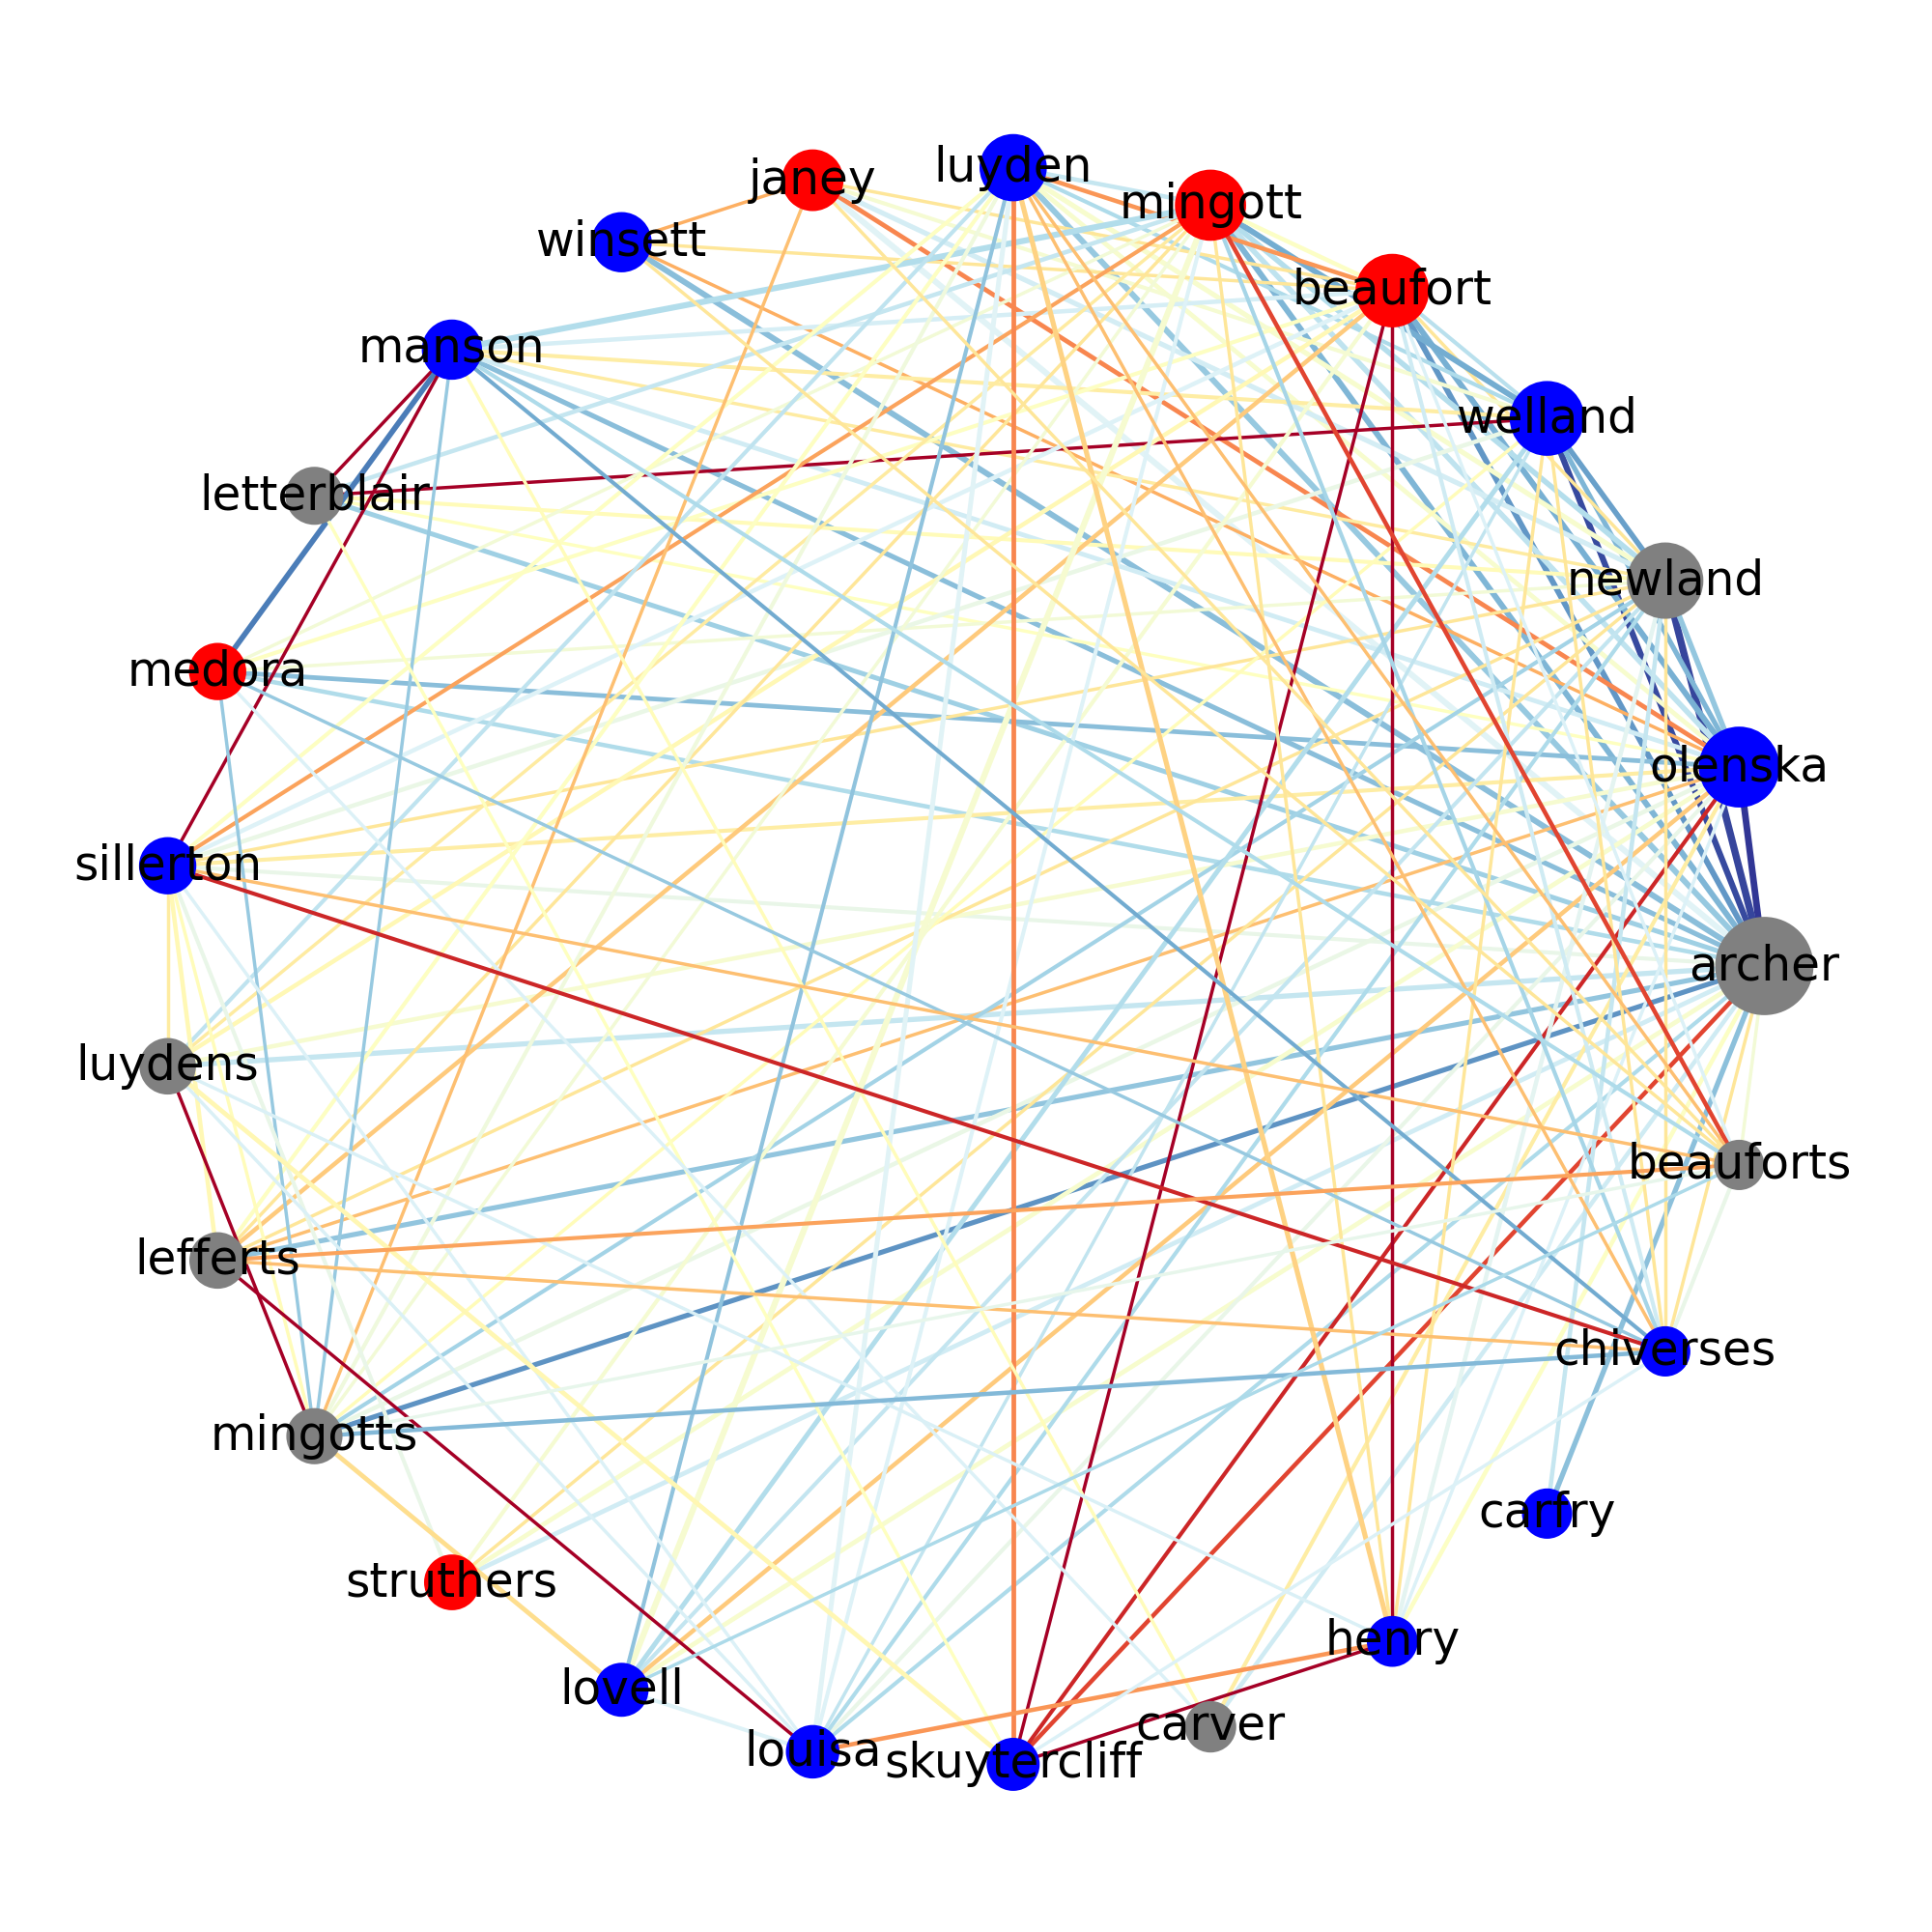 luyden
mingott
janey
winsett
beaufort
manson
welland
letterblair
newland
medora
olenska
sillerton
archer
luydens
beauforts
lefferts
chiverses
mingotts
carfry
struthers
henry
lovell
carver
louisa
skuytercliff